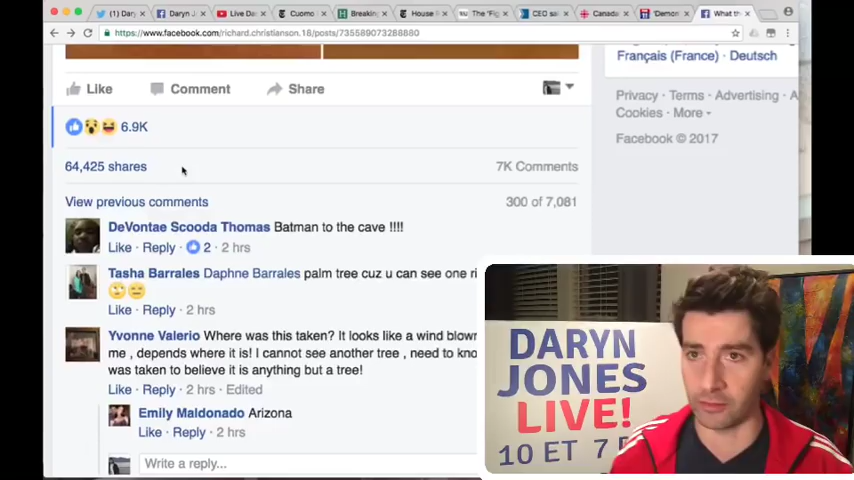 (1) Dary
Daryn J
Live Da
Cuomo
Breaking
House F
The "Fig
CEO sa
Canada
'Demon
What th
https://www.facebook.com/richard.christianson.18/posts/735589073288880
Français (France) · Deutsch
Like Comment Share
Privacy · Terms · Advertising · A
Cookies · More
Facebook © 2017
6.9K
64,425 shares 7K Comments
View previous comments 300 of 7,081
DeVontae Scooda Thomas Batman to the cave !!!!
Like · Reply · 2 · 2 hrs
Tasha Barrales Daphne Barrales palm tree cuz u can see one ri
Like · Reply · 2 hrs
Yvonne Valerio Where was this taken? It looks like a wind blown
me , depends where it is! I cannot see another tree , need to kno
was taken to believe it is anything but a tree!
Like · Reply · 2 hrs · Edited
Emily Maldonado Arizona
Like · Reply · 2 hrs
Write a reply...
DARYN
JONES
LIVE!
10 ET 7 P